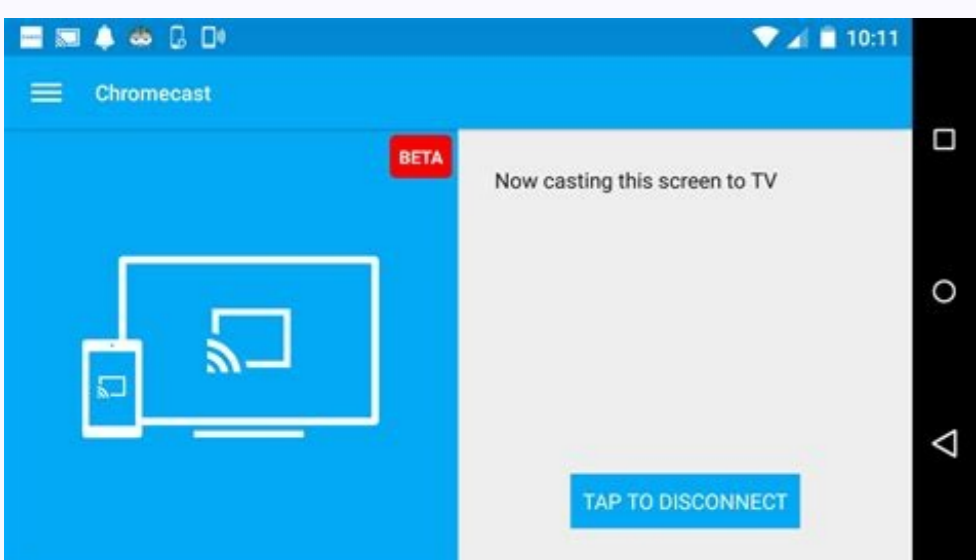 10:11
Chromecast
BETA
Now casting this screen to TV
TAP TO DISCONNECT